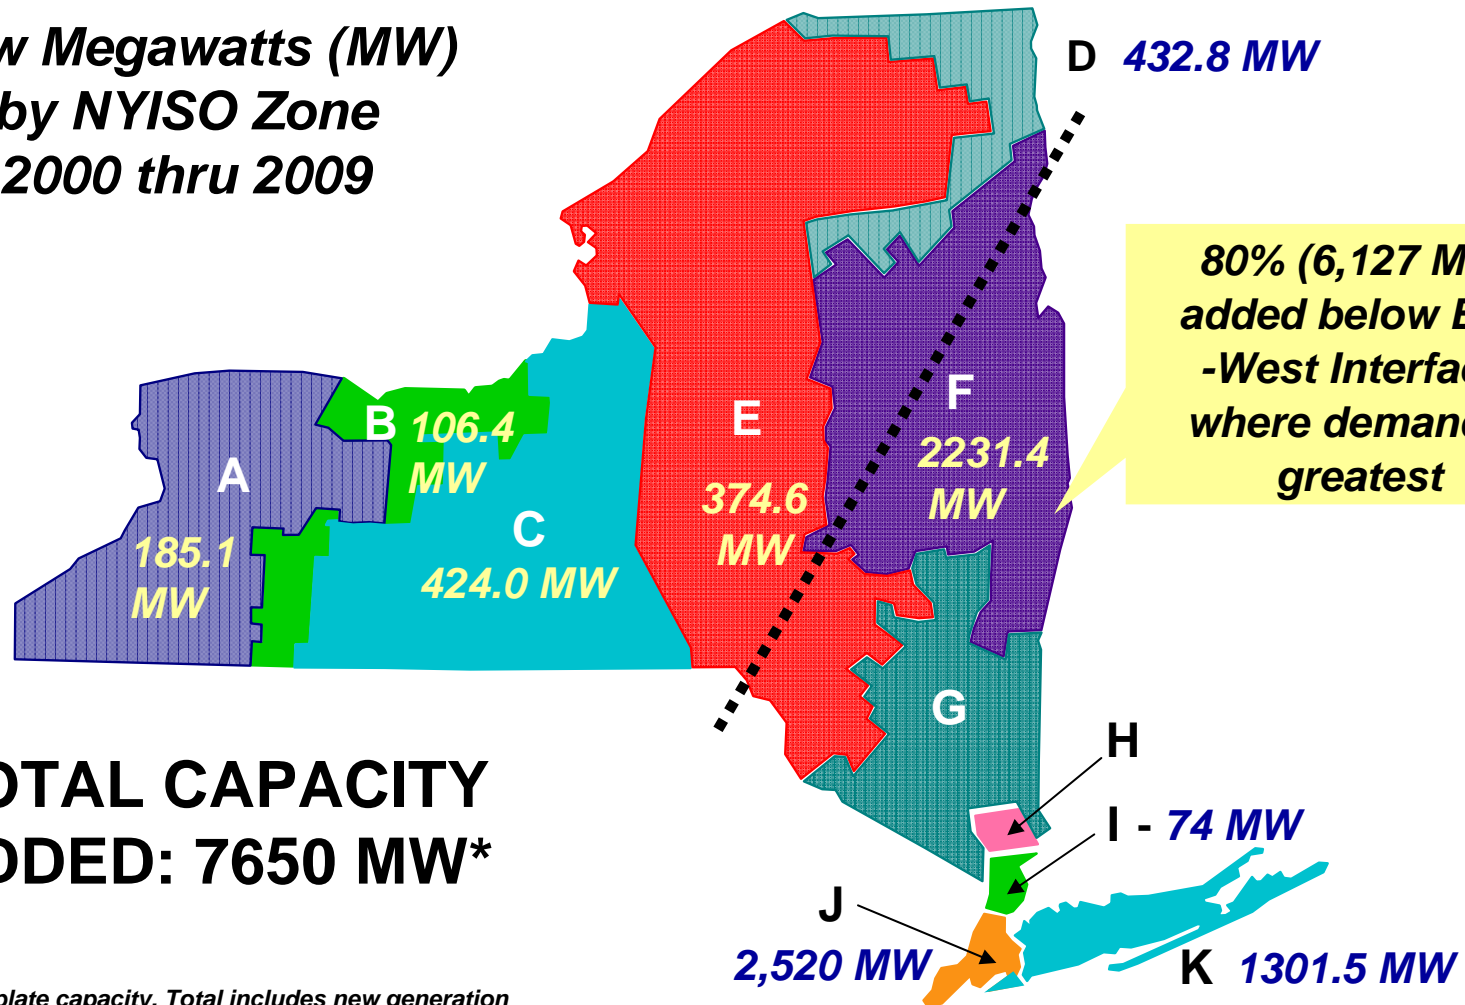 w Megawatts (MW)
by NYISO Zone
2000 thru 2009
D 432.8 MW
80% (6,127 M
added below E
-West Interfa
where deman
greatest
B 106.4
MW
A
185.1
MW
C
424.0 MW
E
374.6
MW
F
2231.4
MW
G
H
I - 74 MW
J
2,520 MW
K 1301.5 MW
OTAL CAPACITY
DDED: 7650 MW*
plate capacity. Total includes new generation